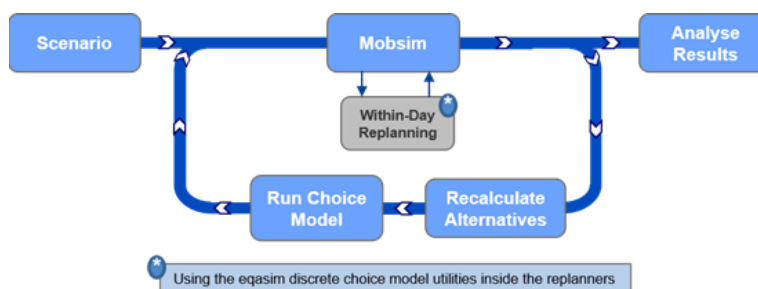 Scenario
Mobsim
Analyse
Results
Within-Day
Replanning
*
Run Choice
Model
Recalculate
Alternatives
* Using the eqasim discrete choice model utilities inside the replanners